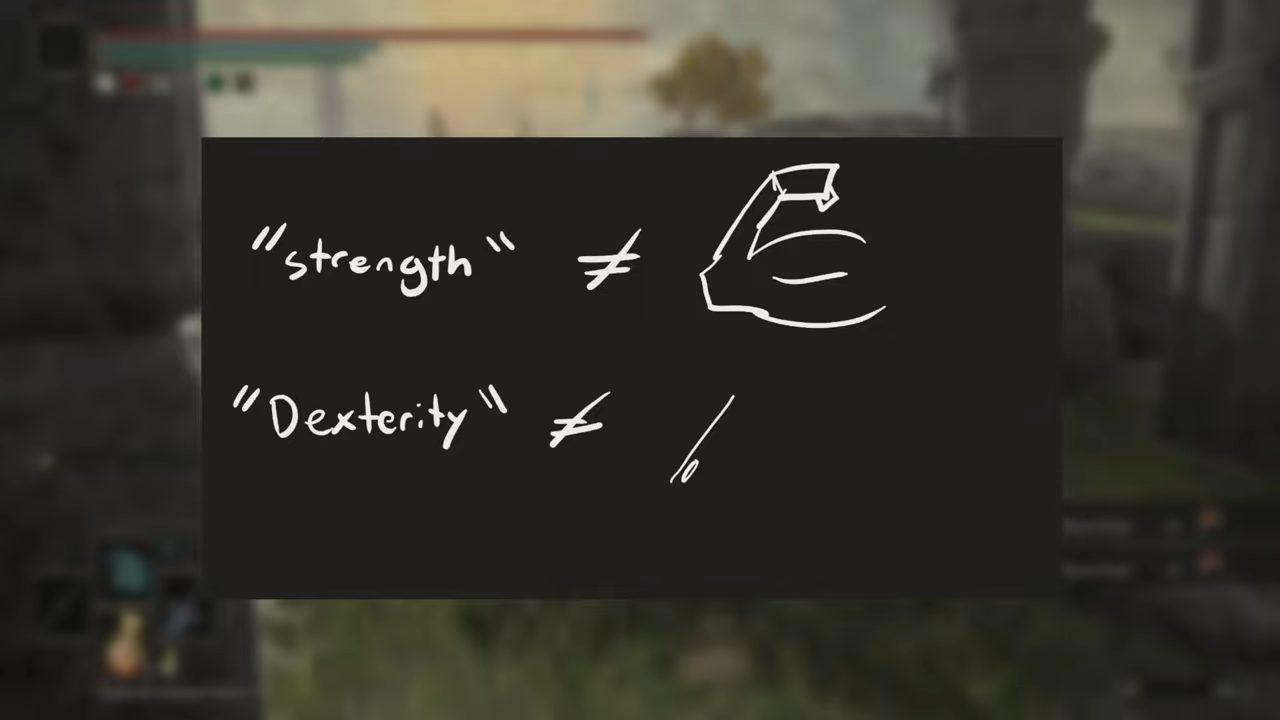 "strength" ≠
"Dexterity" ≠